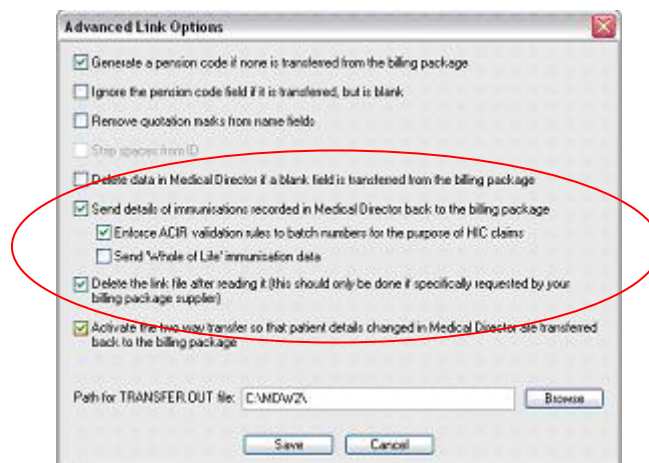 Advanced Link Options
Generate a pension code if none is transferred from the billing package
Ignore the pension code field if it is transferred, but is blank
Remove quotation marks from name fields
Strip spaces from ID
Delete data in Medical Director if a blank field is transferred from the billing package
Send details of immunisations recorded in Medical Director back to the billing package
Enforce ACIR validation rules to batch numbers for the purpose of HIC claims
Send 'Whole of Life' immunisation data
Delete the link file after reading it (this should only be done if specifically requested by your
billing package supplier)
Activate the two way transfer so that patient details changed in Medical Director are transferred
back to the billing package
Path for TRANSFER.OUT file: C:\MDW2\ Browse
Save Cancel